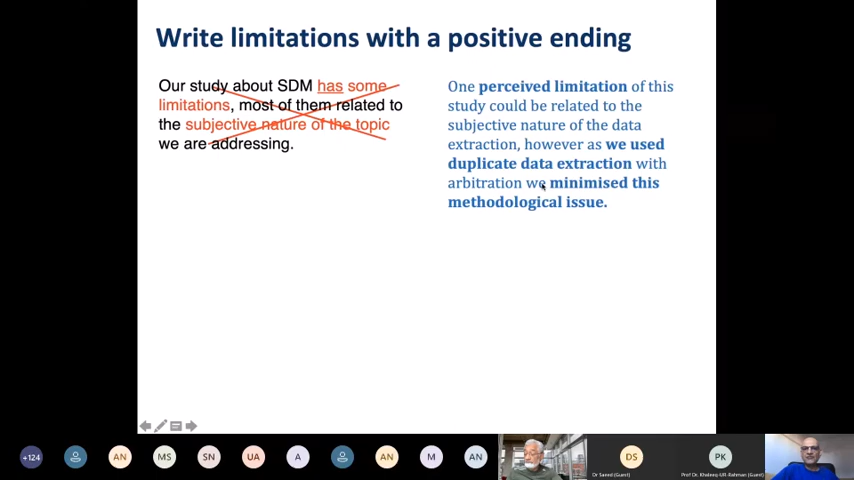 Write limitations with a positive ending
Our study about SDM has some
limitations, most of them related to
the subjective nature of the topic
we are addressing.
One perceived limitation of this
study could be related to the
subjective nature of the data
extraction, however as we used
duplicate data extraction with
arbitration we minimised this
methodological issue.
+124
AN
MS
SN
UA
A
AN
M
AN
DS
PK
Dr Saeed (Guest)
Prof Dr. Khaleeq-UR-Rahman (Guest)